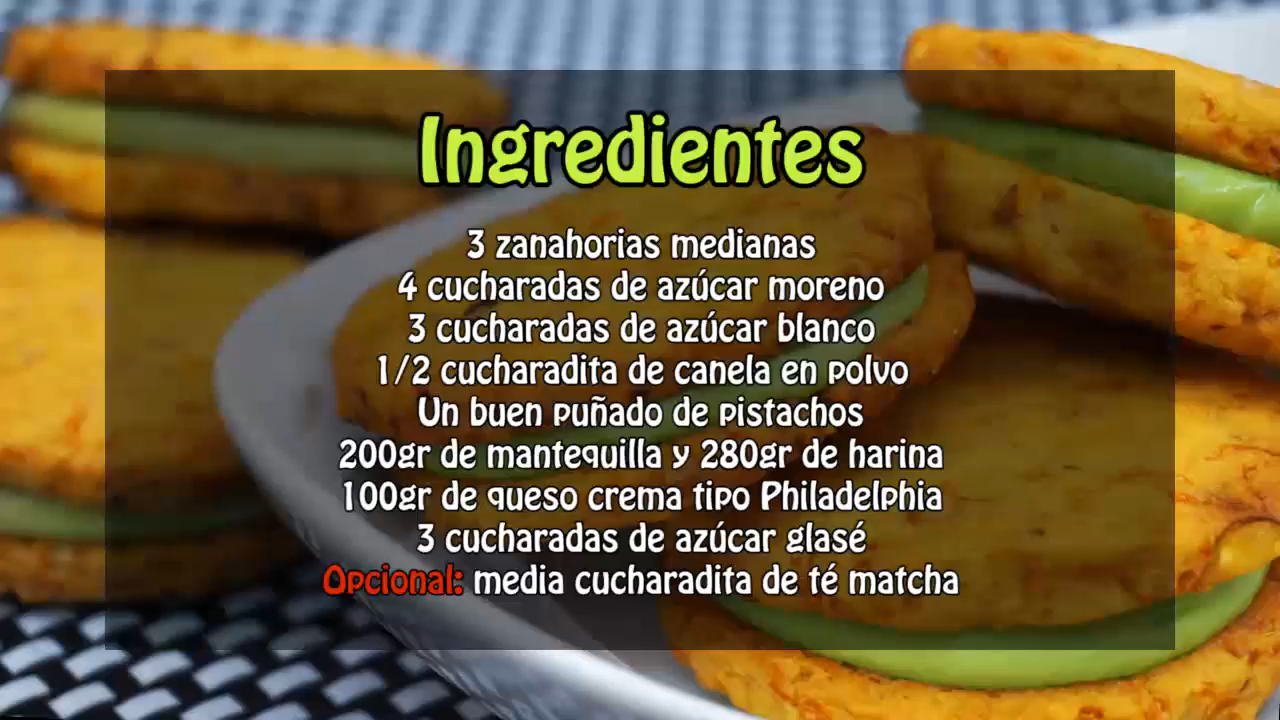 Ingredientes
3 zanahorias medianas
4 cucharadas de azúcar moreno
3 cucharadas de azúcar blanco
1/2 cucharadita de canela en polvo
Un buen puñado de pistachos
200gr de mantequilla y 280gr de harina
100gr de queso crema tipo Philadelphia
3 cucharadas de azúcar glasé
Opcional: media cucharadita de té matcha